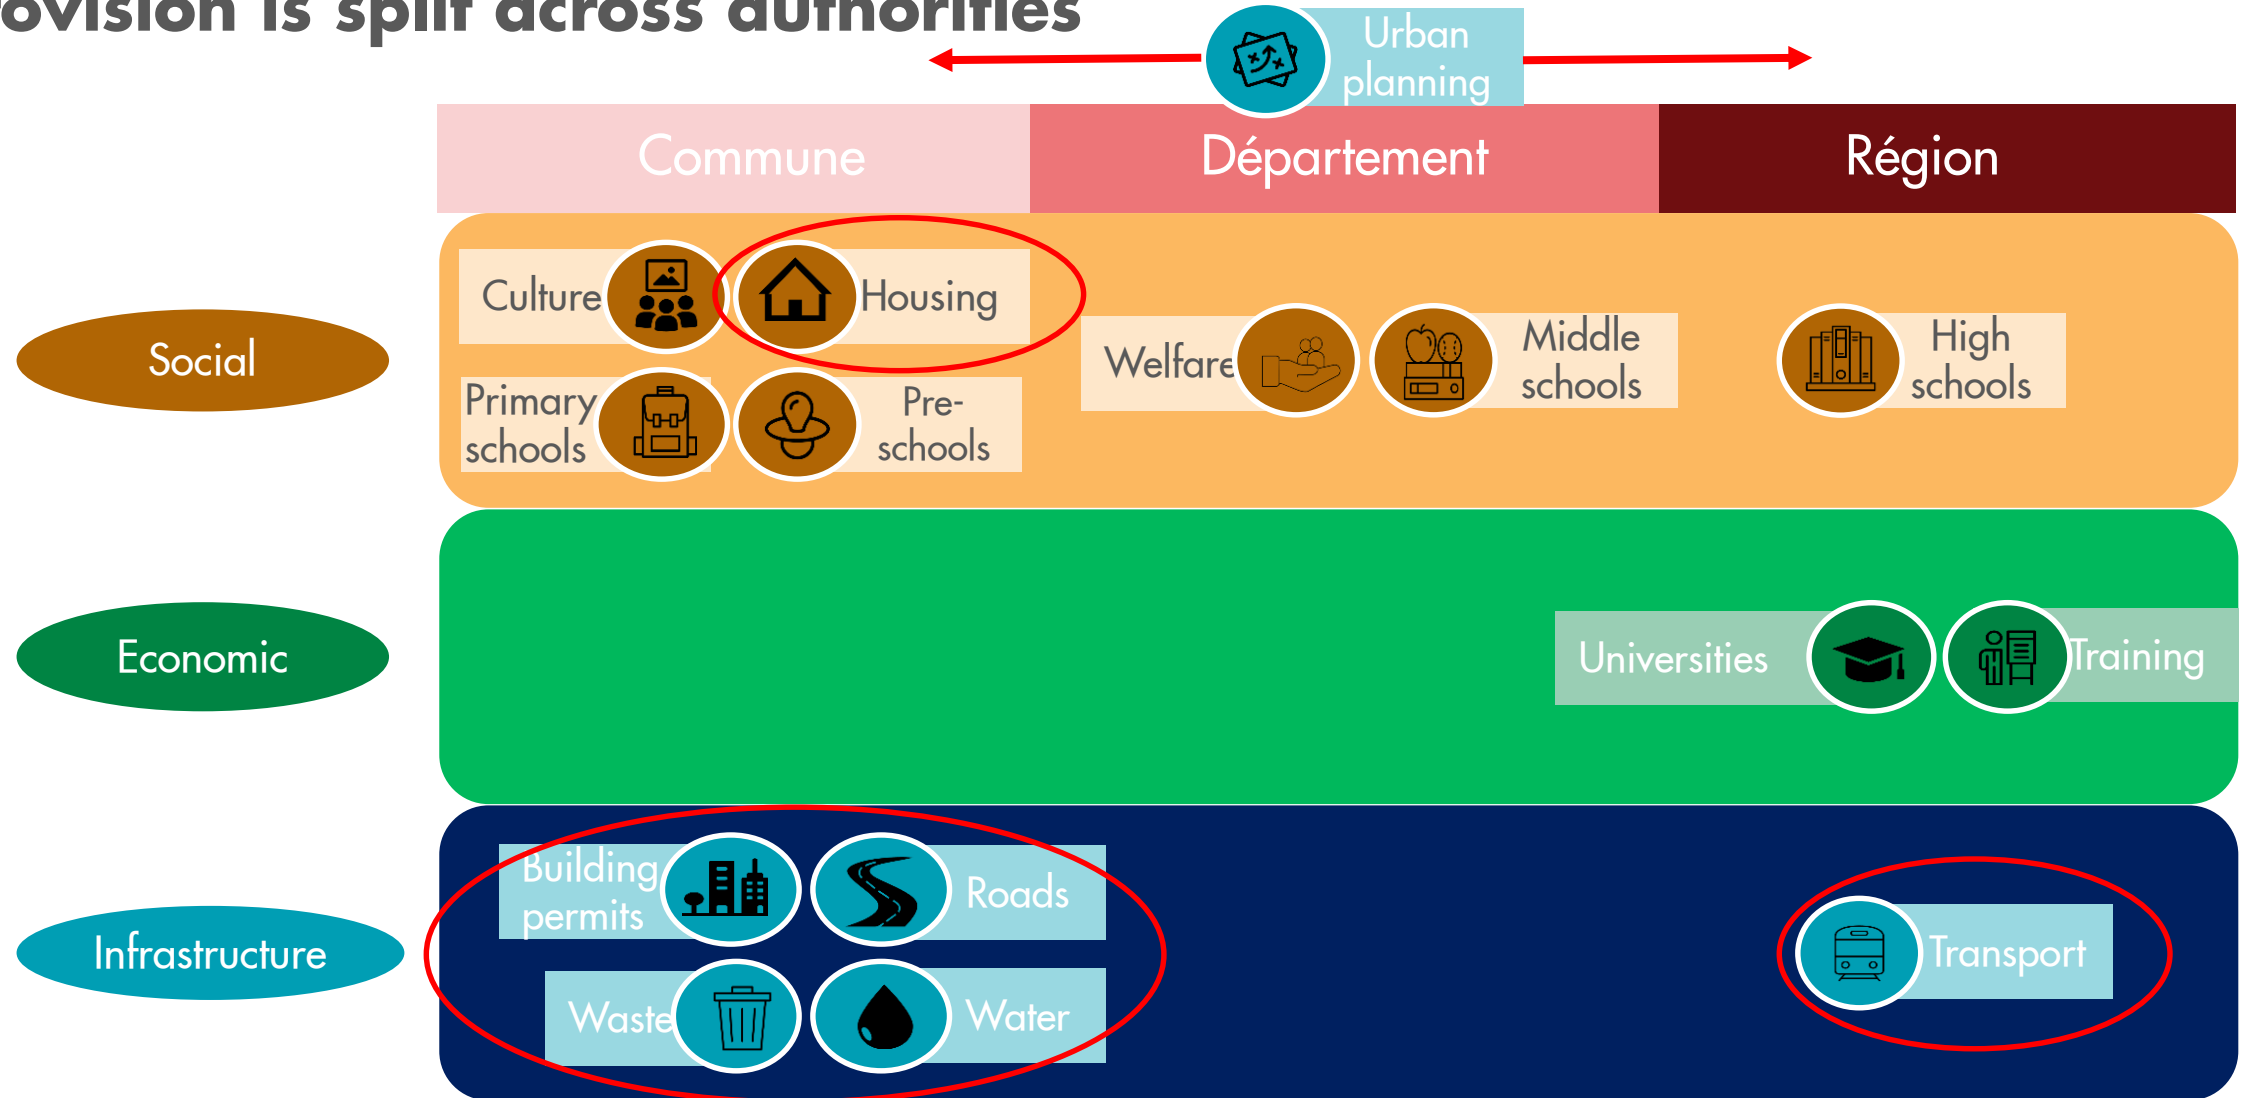 is split across authorities
Urban
planning
Commune
Département
Région
Culture
Housing
Social
Welfare
Middle
schools
High
schools
Primary
schools
Pre-
schools
Economic
Universities
Training
Building
permits
Roads
Infrastructure
Transport
Waste
Water